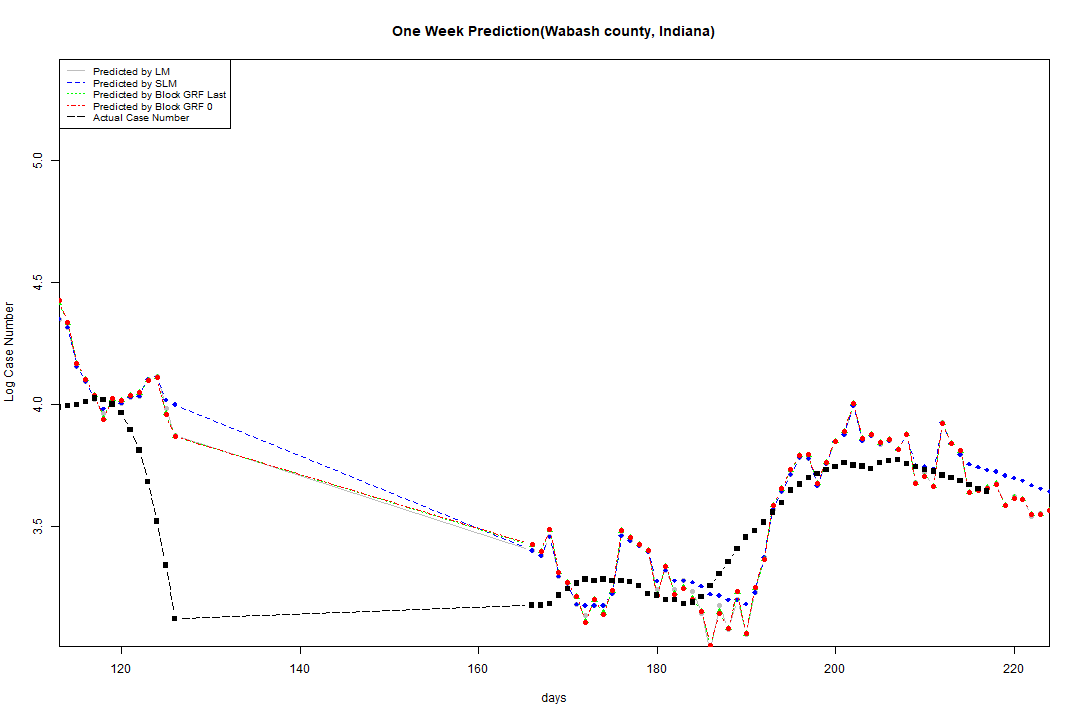 One Week Prediction(Wabash county, Indiana)
Predicted by LM
Predicted by SLM
Predicted by Block GRF Last
Predicted by Block GRF 0
Actual Case Number
5.0
4.5
4.0
3.5
Log Case Number
120 140 160 180 200 220
days